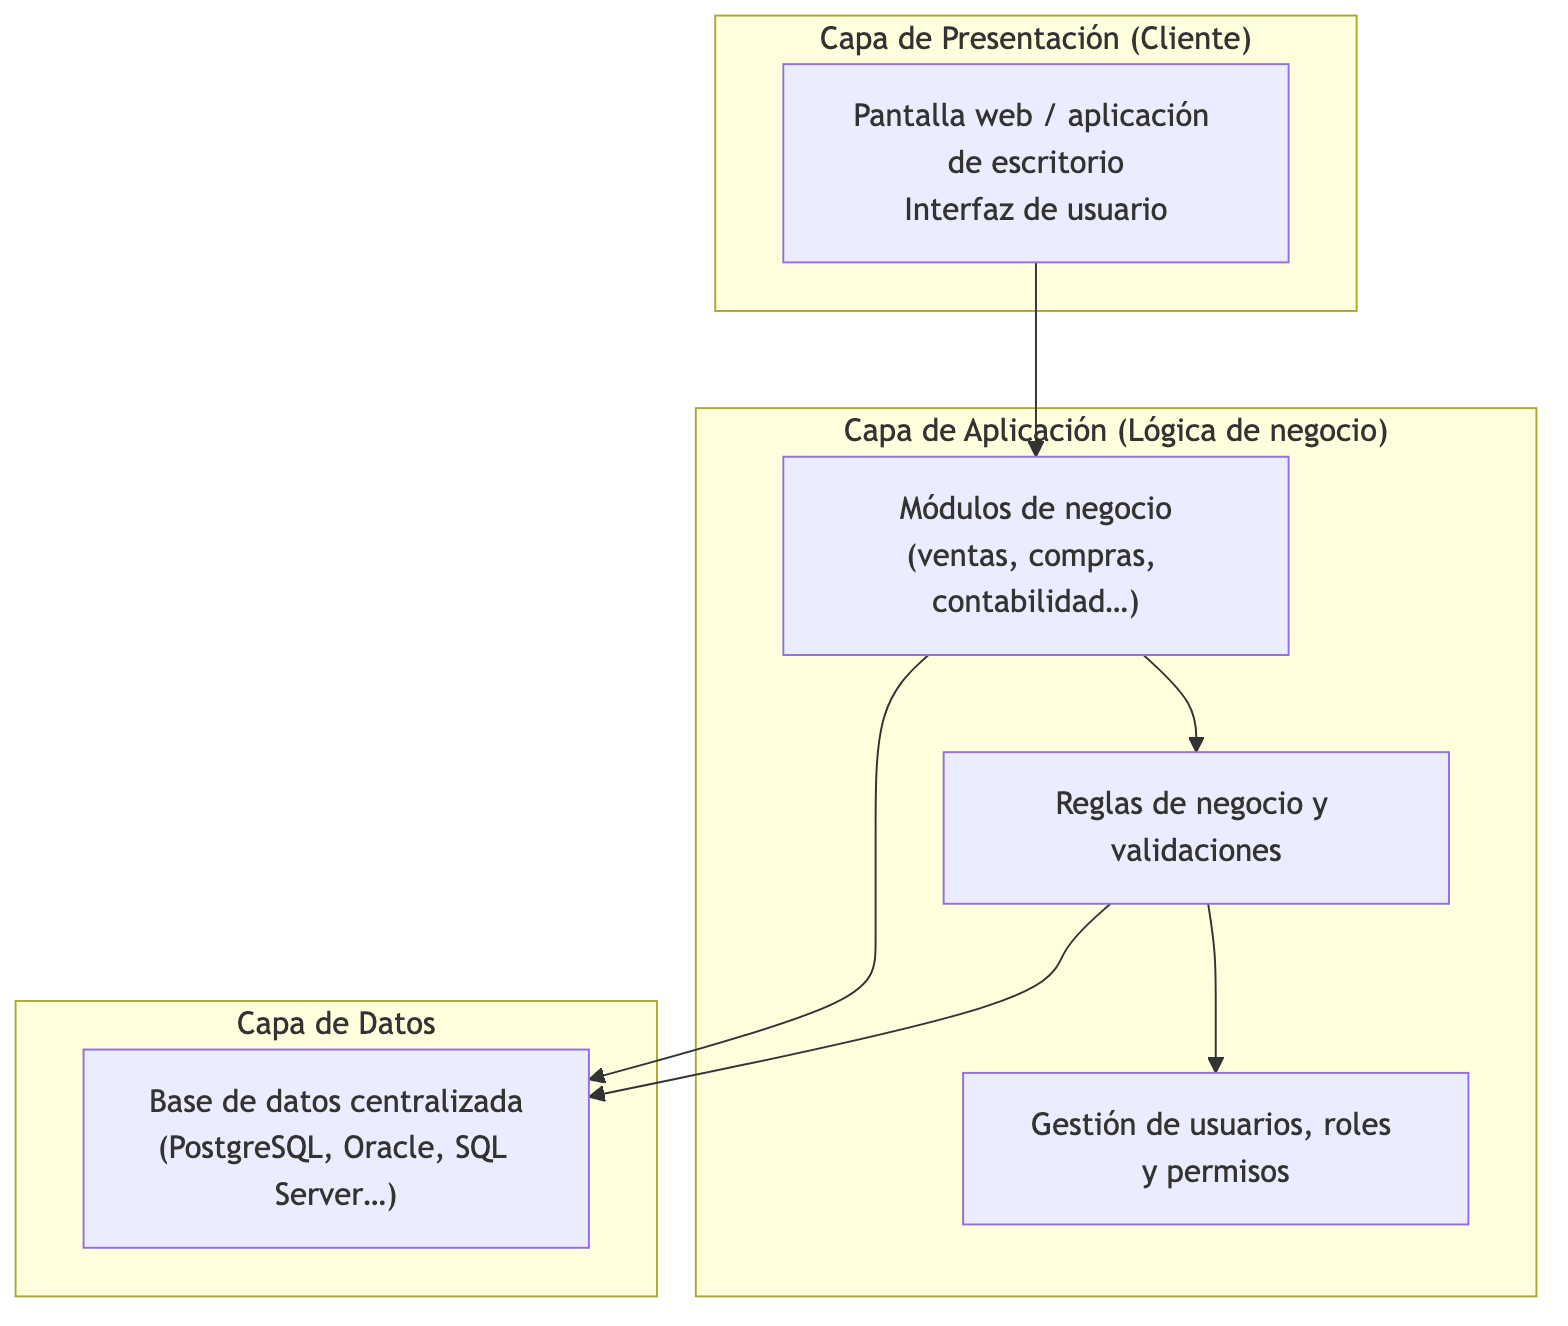 Capa de Presentación (Cliente)
Pantalla web / aplicación
de escritorio
Interfaz de usuario
Capa de Aplicación (Lógica de negocio)
Módulos de negocio
(ventas, compras,
contabilidad…)
Reglas de negocio y
validaciones
Capa de Datos
Base de datos centralizada
(PostgreSQL, Oracle, SQL
Server…)
Gestión de usuarios, roles
y permisos